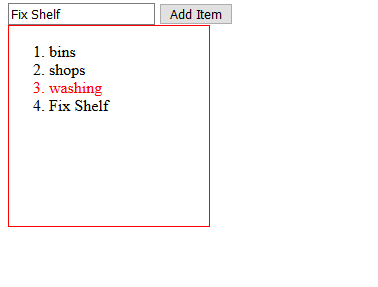 Fix Shelf Add Item
1. bins
2. shops
3. washing
4. Fix Shelf